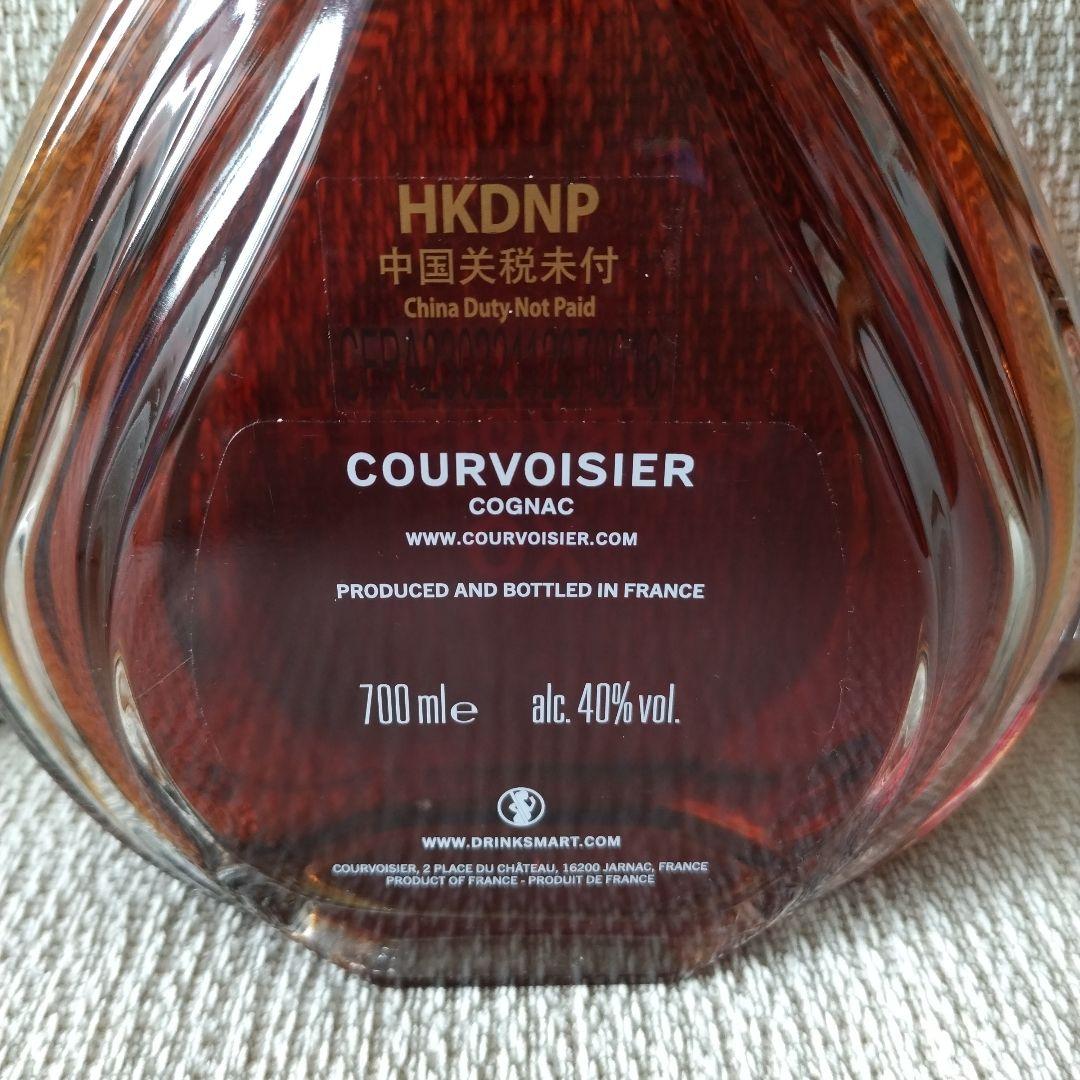 HKDNP
中国关税未付
China Duty Not Paid
COURVOISIER
COGNAC
WWW.COURVOISIER.COM
PRODUCED AND BOTTLED IN FRANCE
700 ml e alc. 40% vol.
WWW.DRINKSMART.COM
COURVOISIER, 2 PLACE DU CHÂTEAU, 16200 JARNAC, FRANCE
PRODUCT OF FRANCE - PRODUIT DE FRANCE